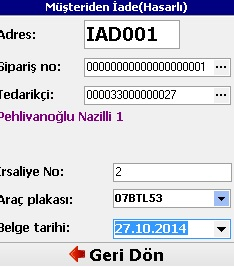 Müşteriden İade(Hasarlı)
Adres: IAD001
Sipariş no: 00000000000000000001 ...
Tedarikçi: 000033000000027 ...
Pehlivanoğlu Nazilli 1
İrsaliye No: 2
Araç plakası: 07BTL53
Belge tarihi: 27.10.2014
Geri Dön